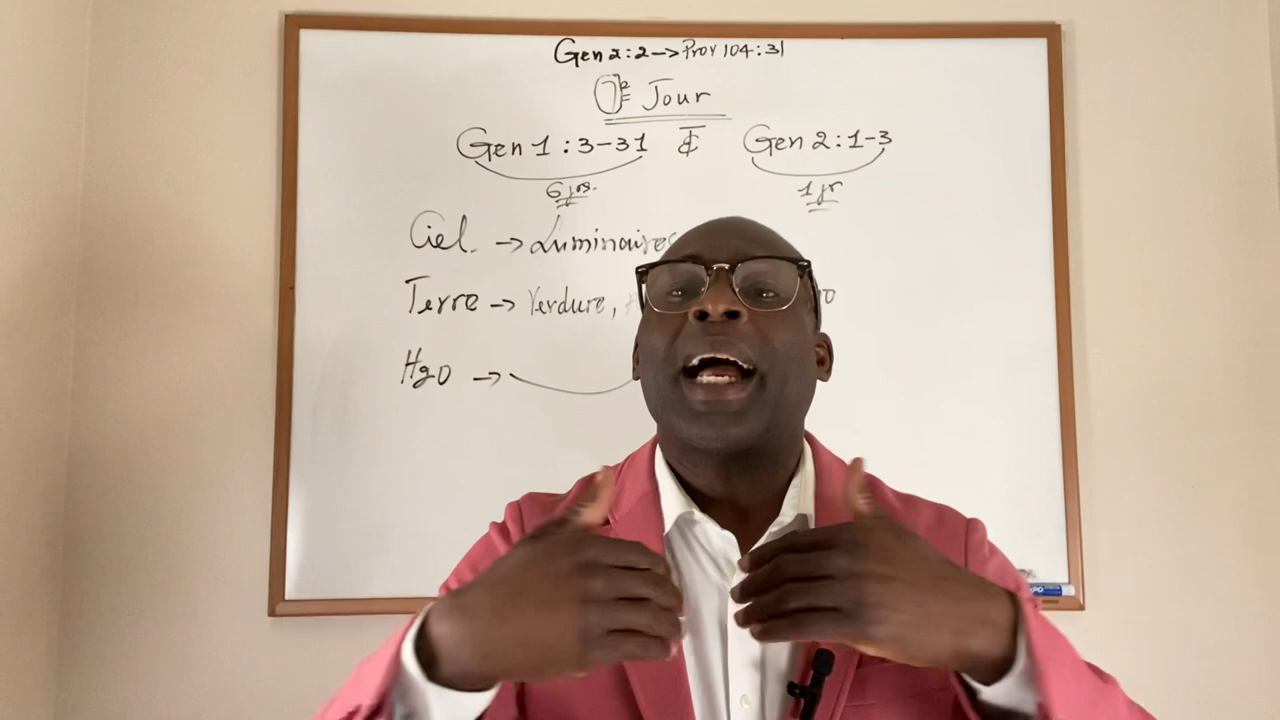 Gen 2:2 → Prov 104:31
7e Jour
Gen 1:3-31 & Gen 2:1-3
6 jrs. 1 jr
Ciel. → Luminaires
Terre → Verdure,
H2O →